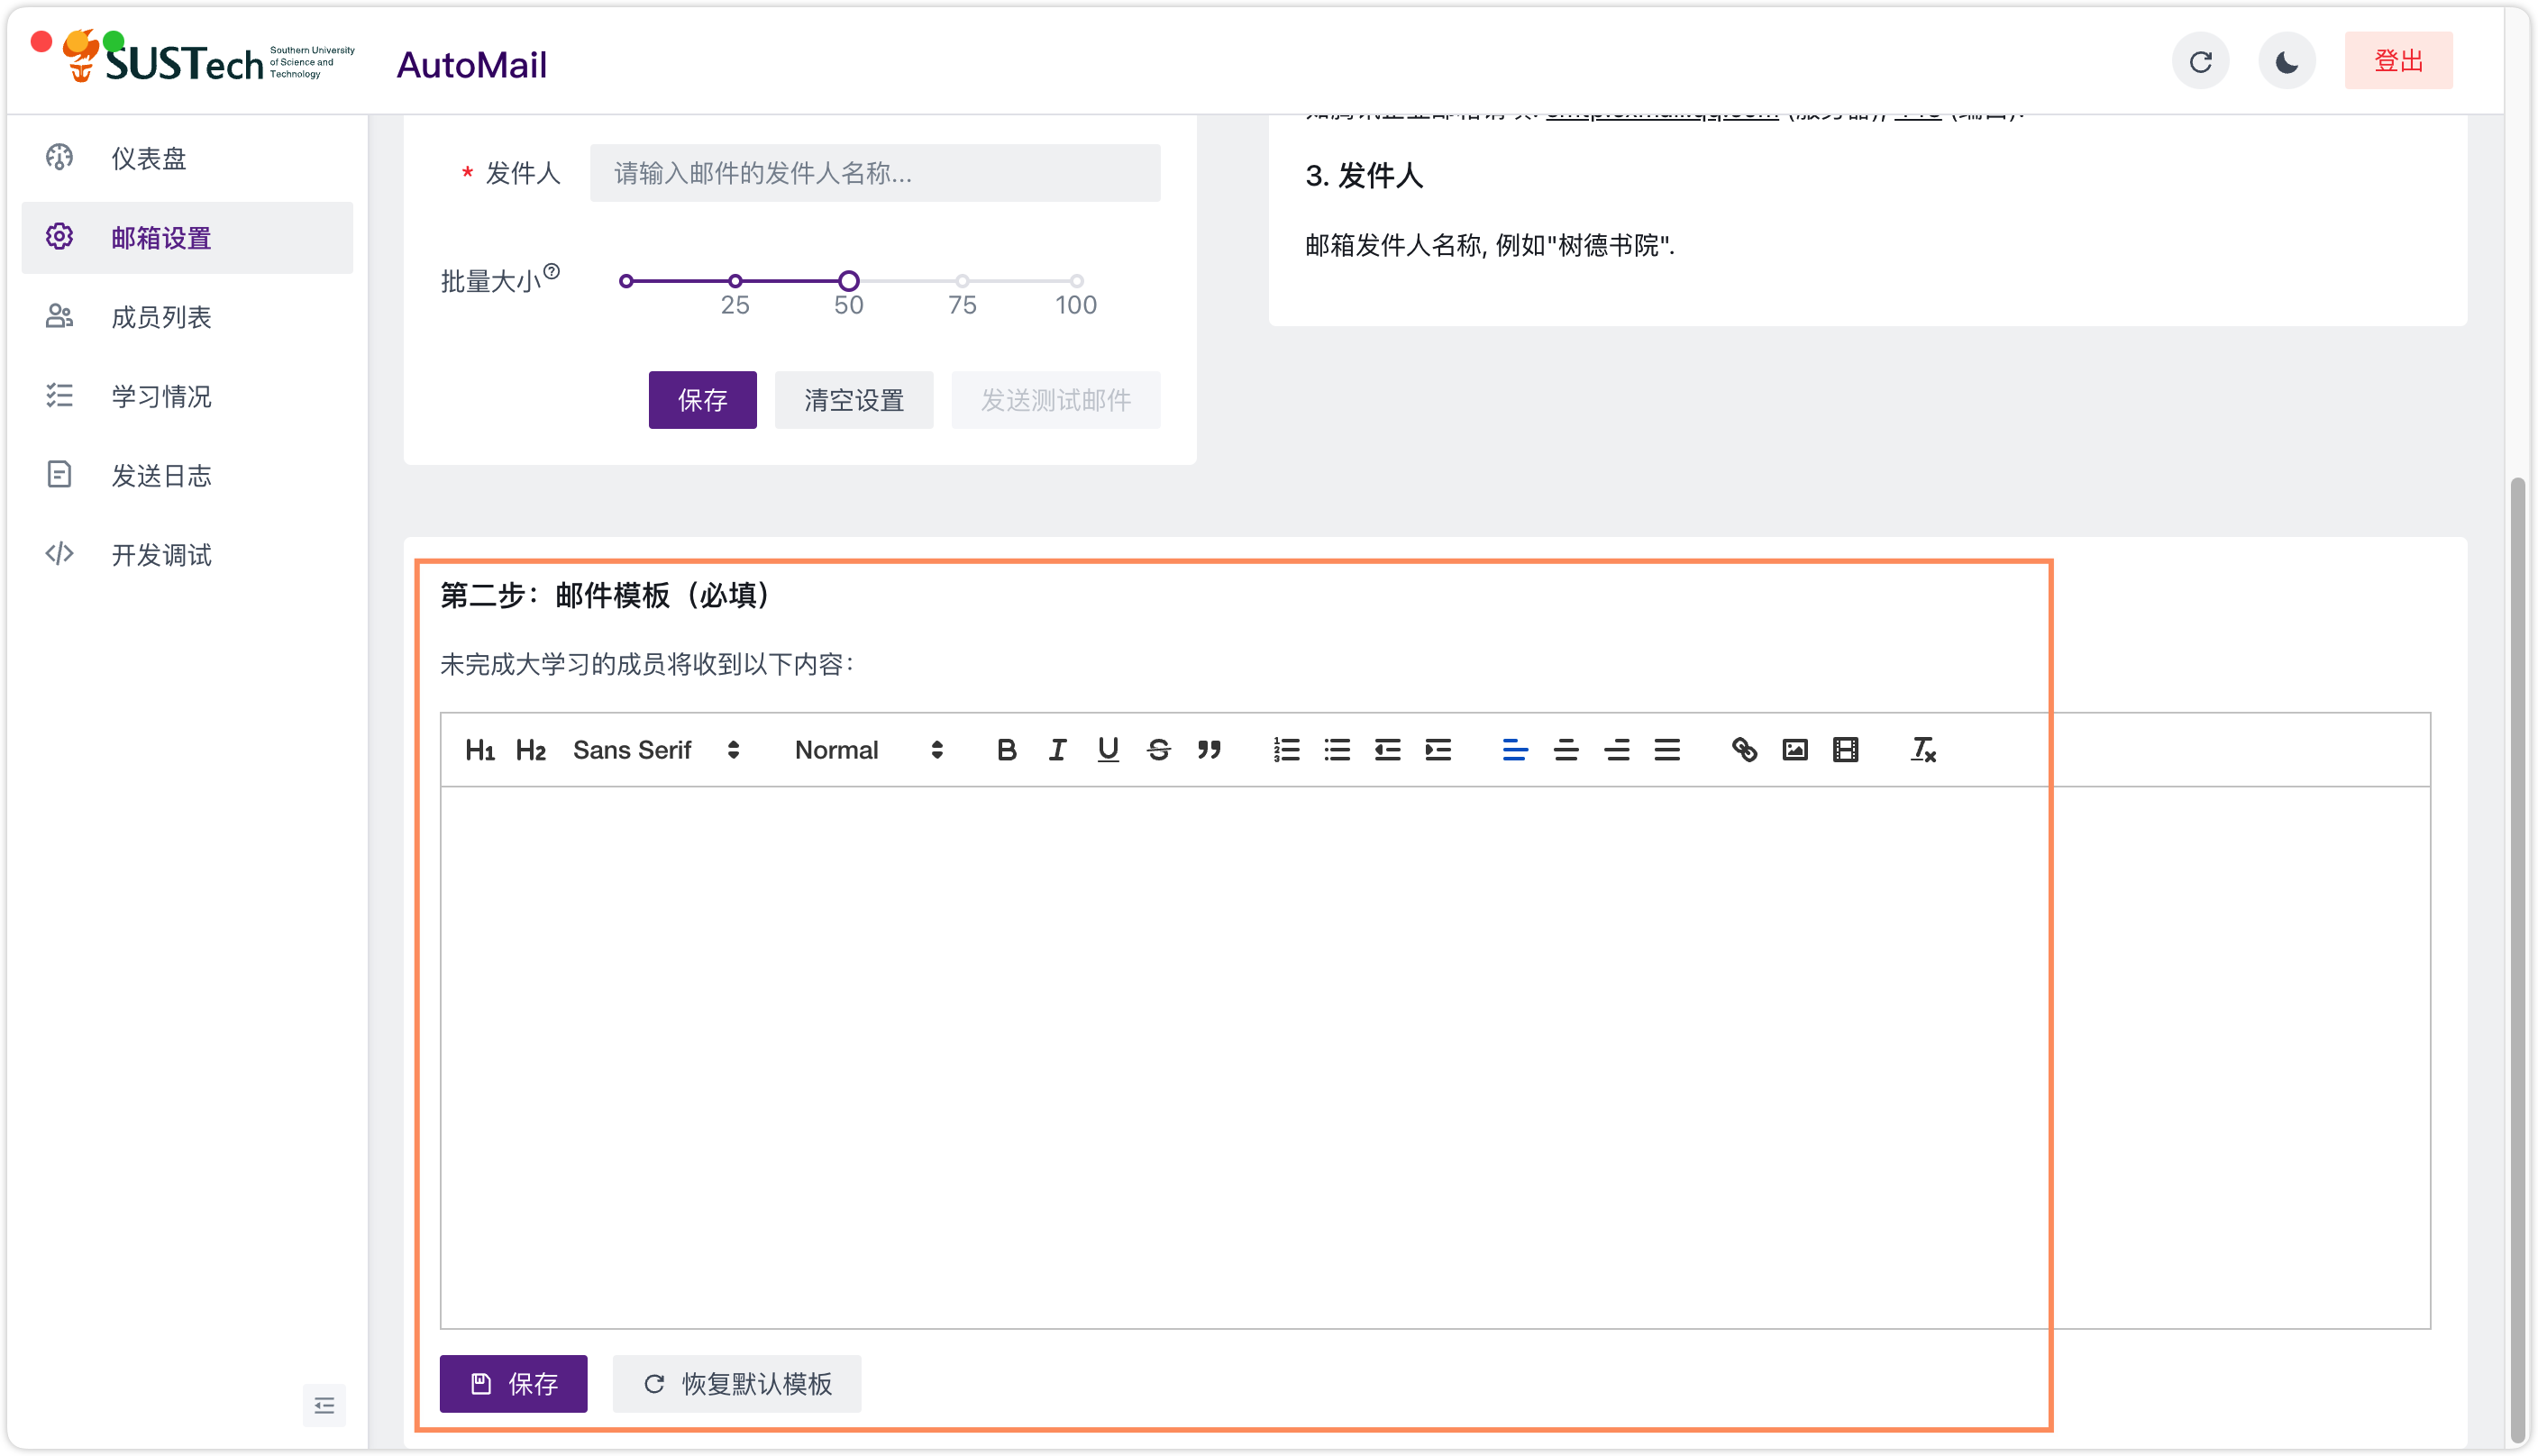 SUSTech
Southern University
of Science and
Technology
AutoMail
登出
仪表盘
邮箱设置
成员列表
学习情况
发送日志
开发调试
* 发件人
请输入邮件的发件人名称...
批量大小
25 50 75 100
保存
清空设置
发送测试邮件
3. 发件人
邮箱发件人名称, 例如"树德书院".
第二步：邮件模板（必填）
未完成大学习的成员将收到以下内容：
H1 H2 Sans Serif Normal
保存
恢复默认模板